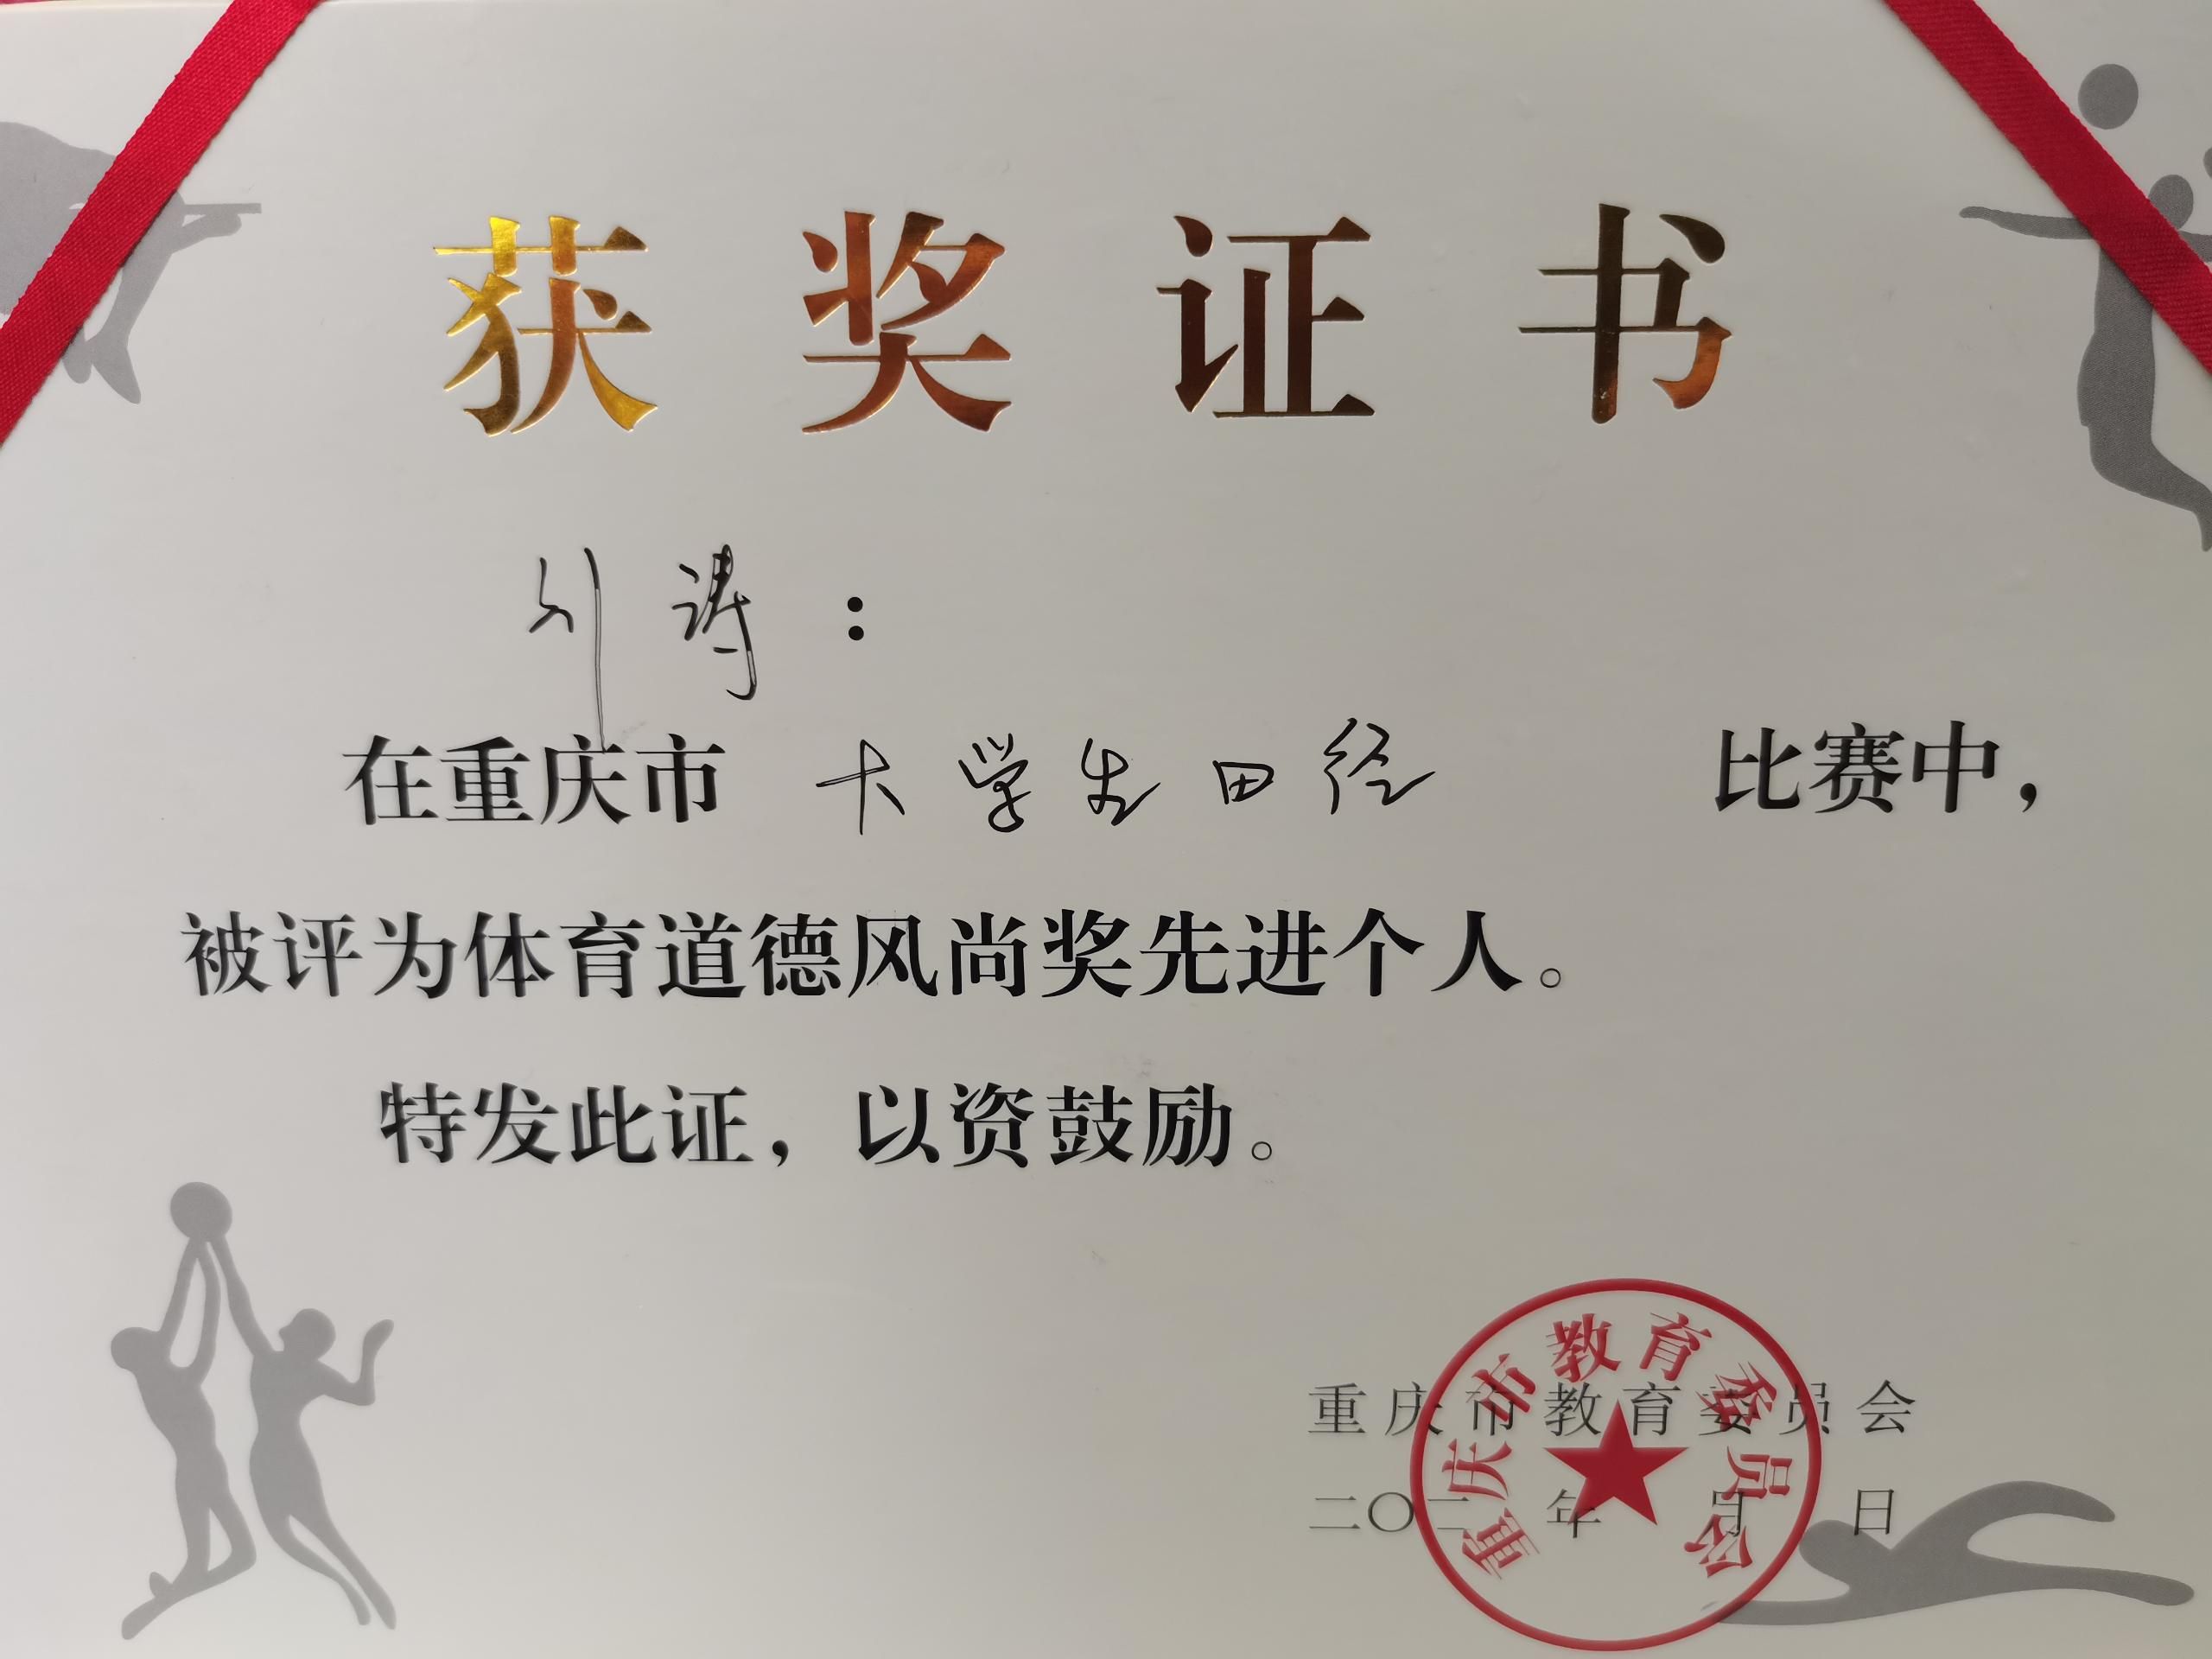 获奖证书
刘涛：
在重庆市 大学生田径 比赛中，
被评为体育道德风尚奖先进个人。
特发此证，以资鼓励。
重庆市教育委员会
二〇一 年 月 日
重庆市教育委员会